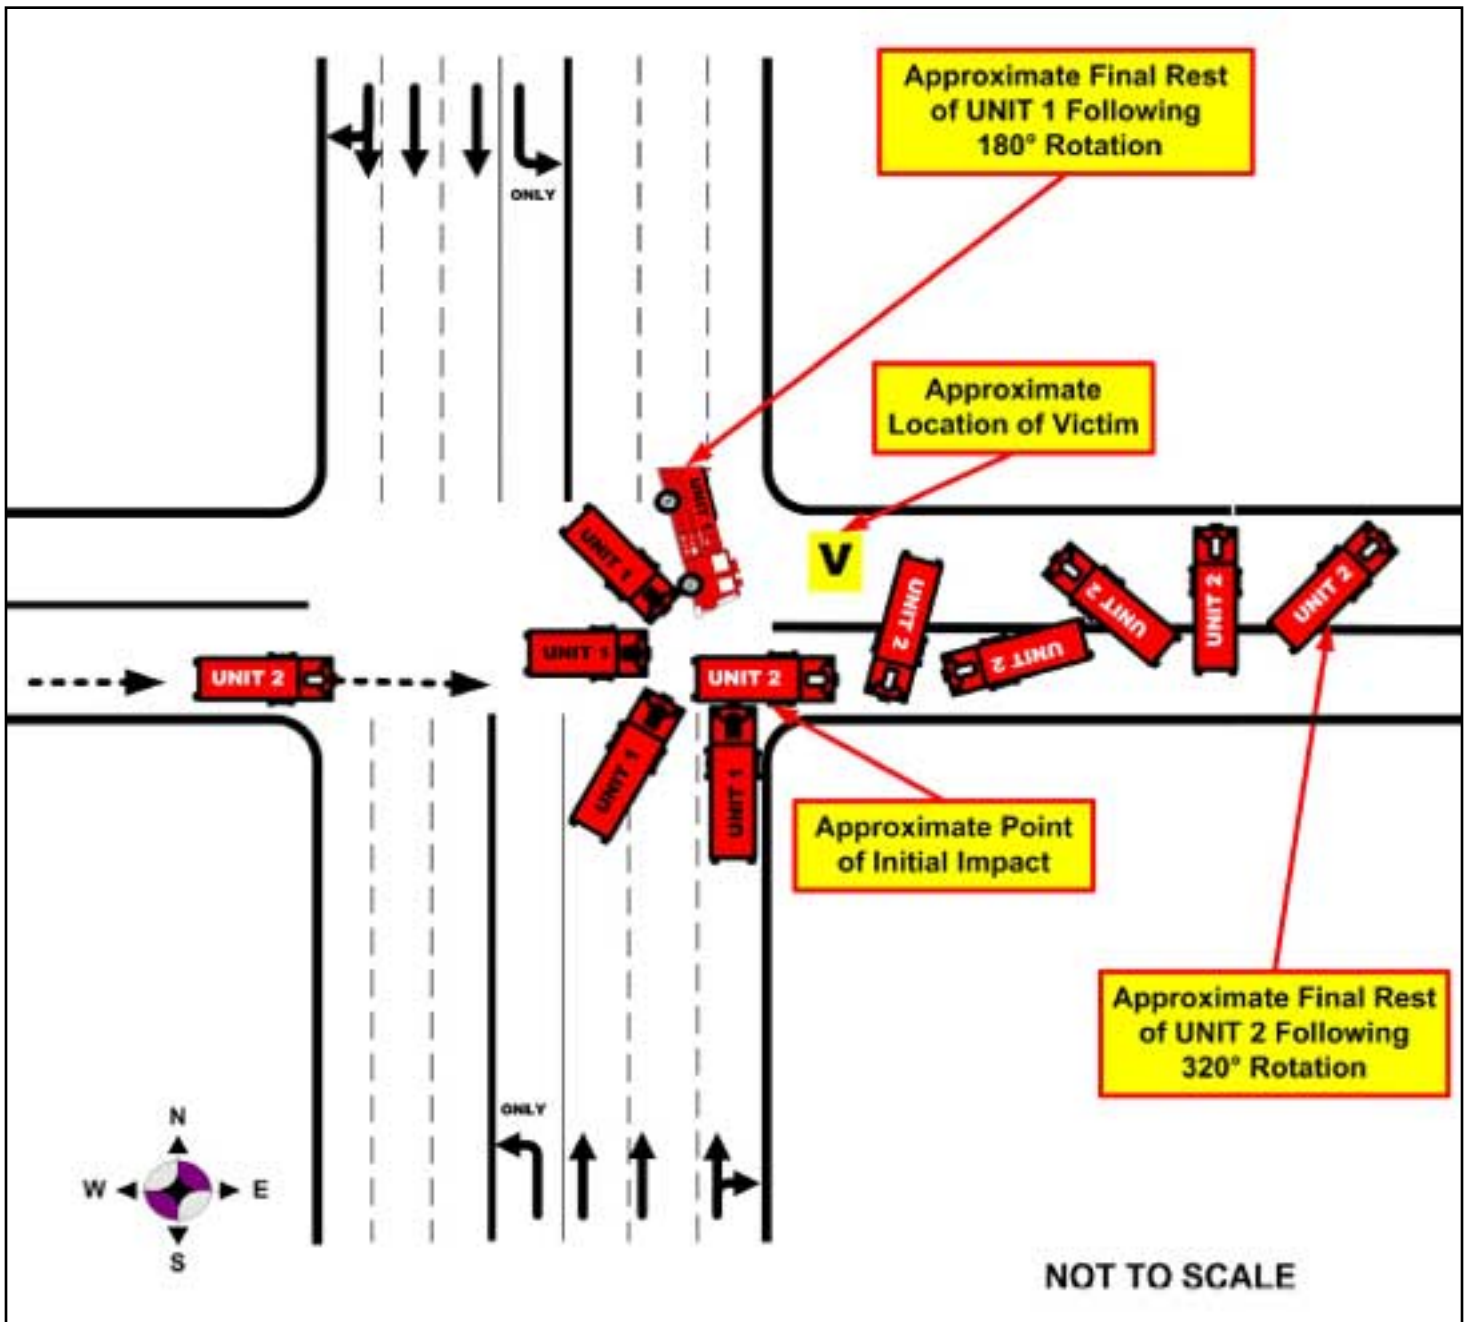 Approximate Final Rest
of UNIT 1 Following
180° Rotation
ONLY
Approximate
Location of Victim
UNIT 1
UNIT 1
V
UNIT 2
UNIT 2
UNIT 2
UNIT 2
UNIT 2
UNIT 1
UNIT 2
UNIT 2
UNIT 1
UNIT 1
Approximate Point
of Initial Impact
Approximate Final Rest
of UNIT 2 Following
320° Rotation
ONLY
N
W
E
S
NOT TO SCALE